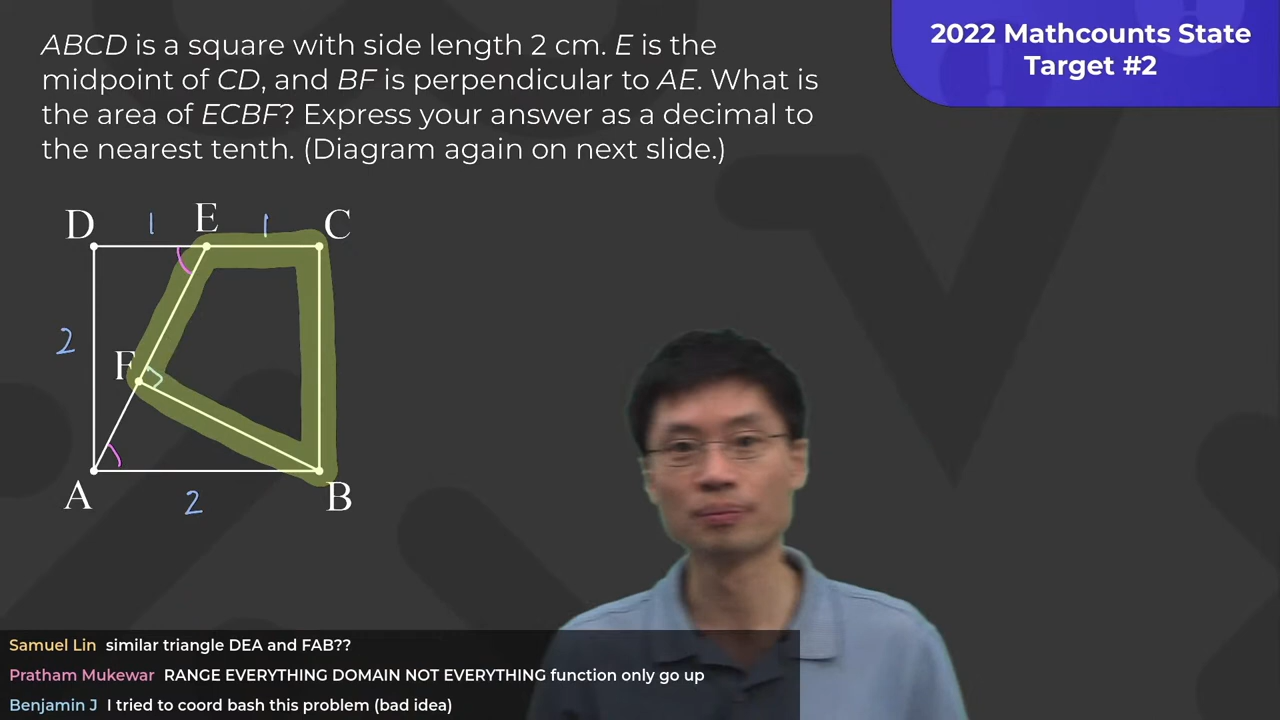 ABCD is a square with side length 2 cm. E is the
midpoint of CD, and BF is perpendicular to AE. What is
the area of ECBF? Express your answer as a decimal to
the nearest tenth. (Diagram again on next slide.)
2022 Mathcounts State
Target #2
D 1 E 1 C
2
F
A 2 B
Samuel Lin similar triangle DEA and FAB??
Pratham Mukewar RANGE EVERYTHING DOMAIN NOT EVERYTHING function only go up
Benjamin J I tried to coord bash this problem (bad idea)